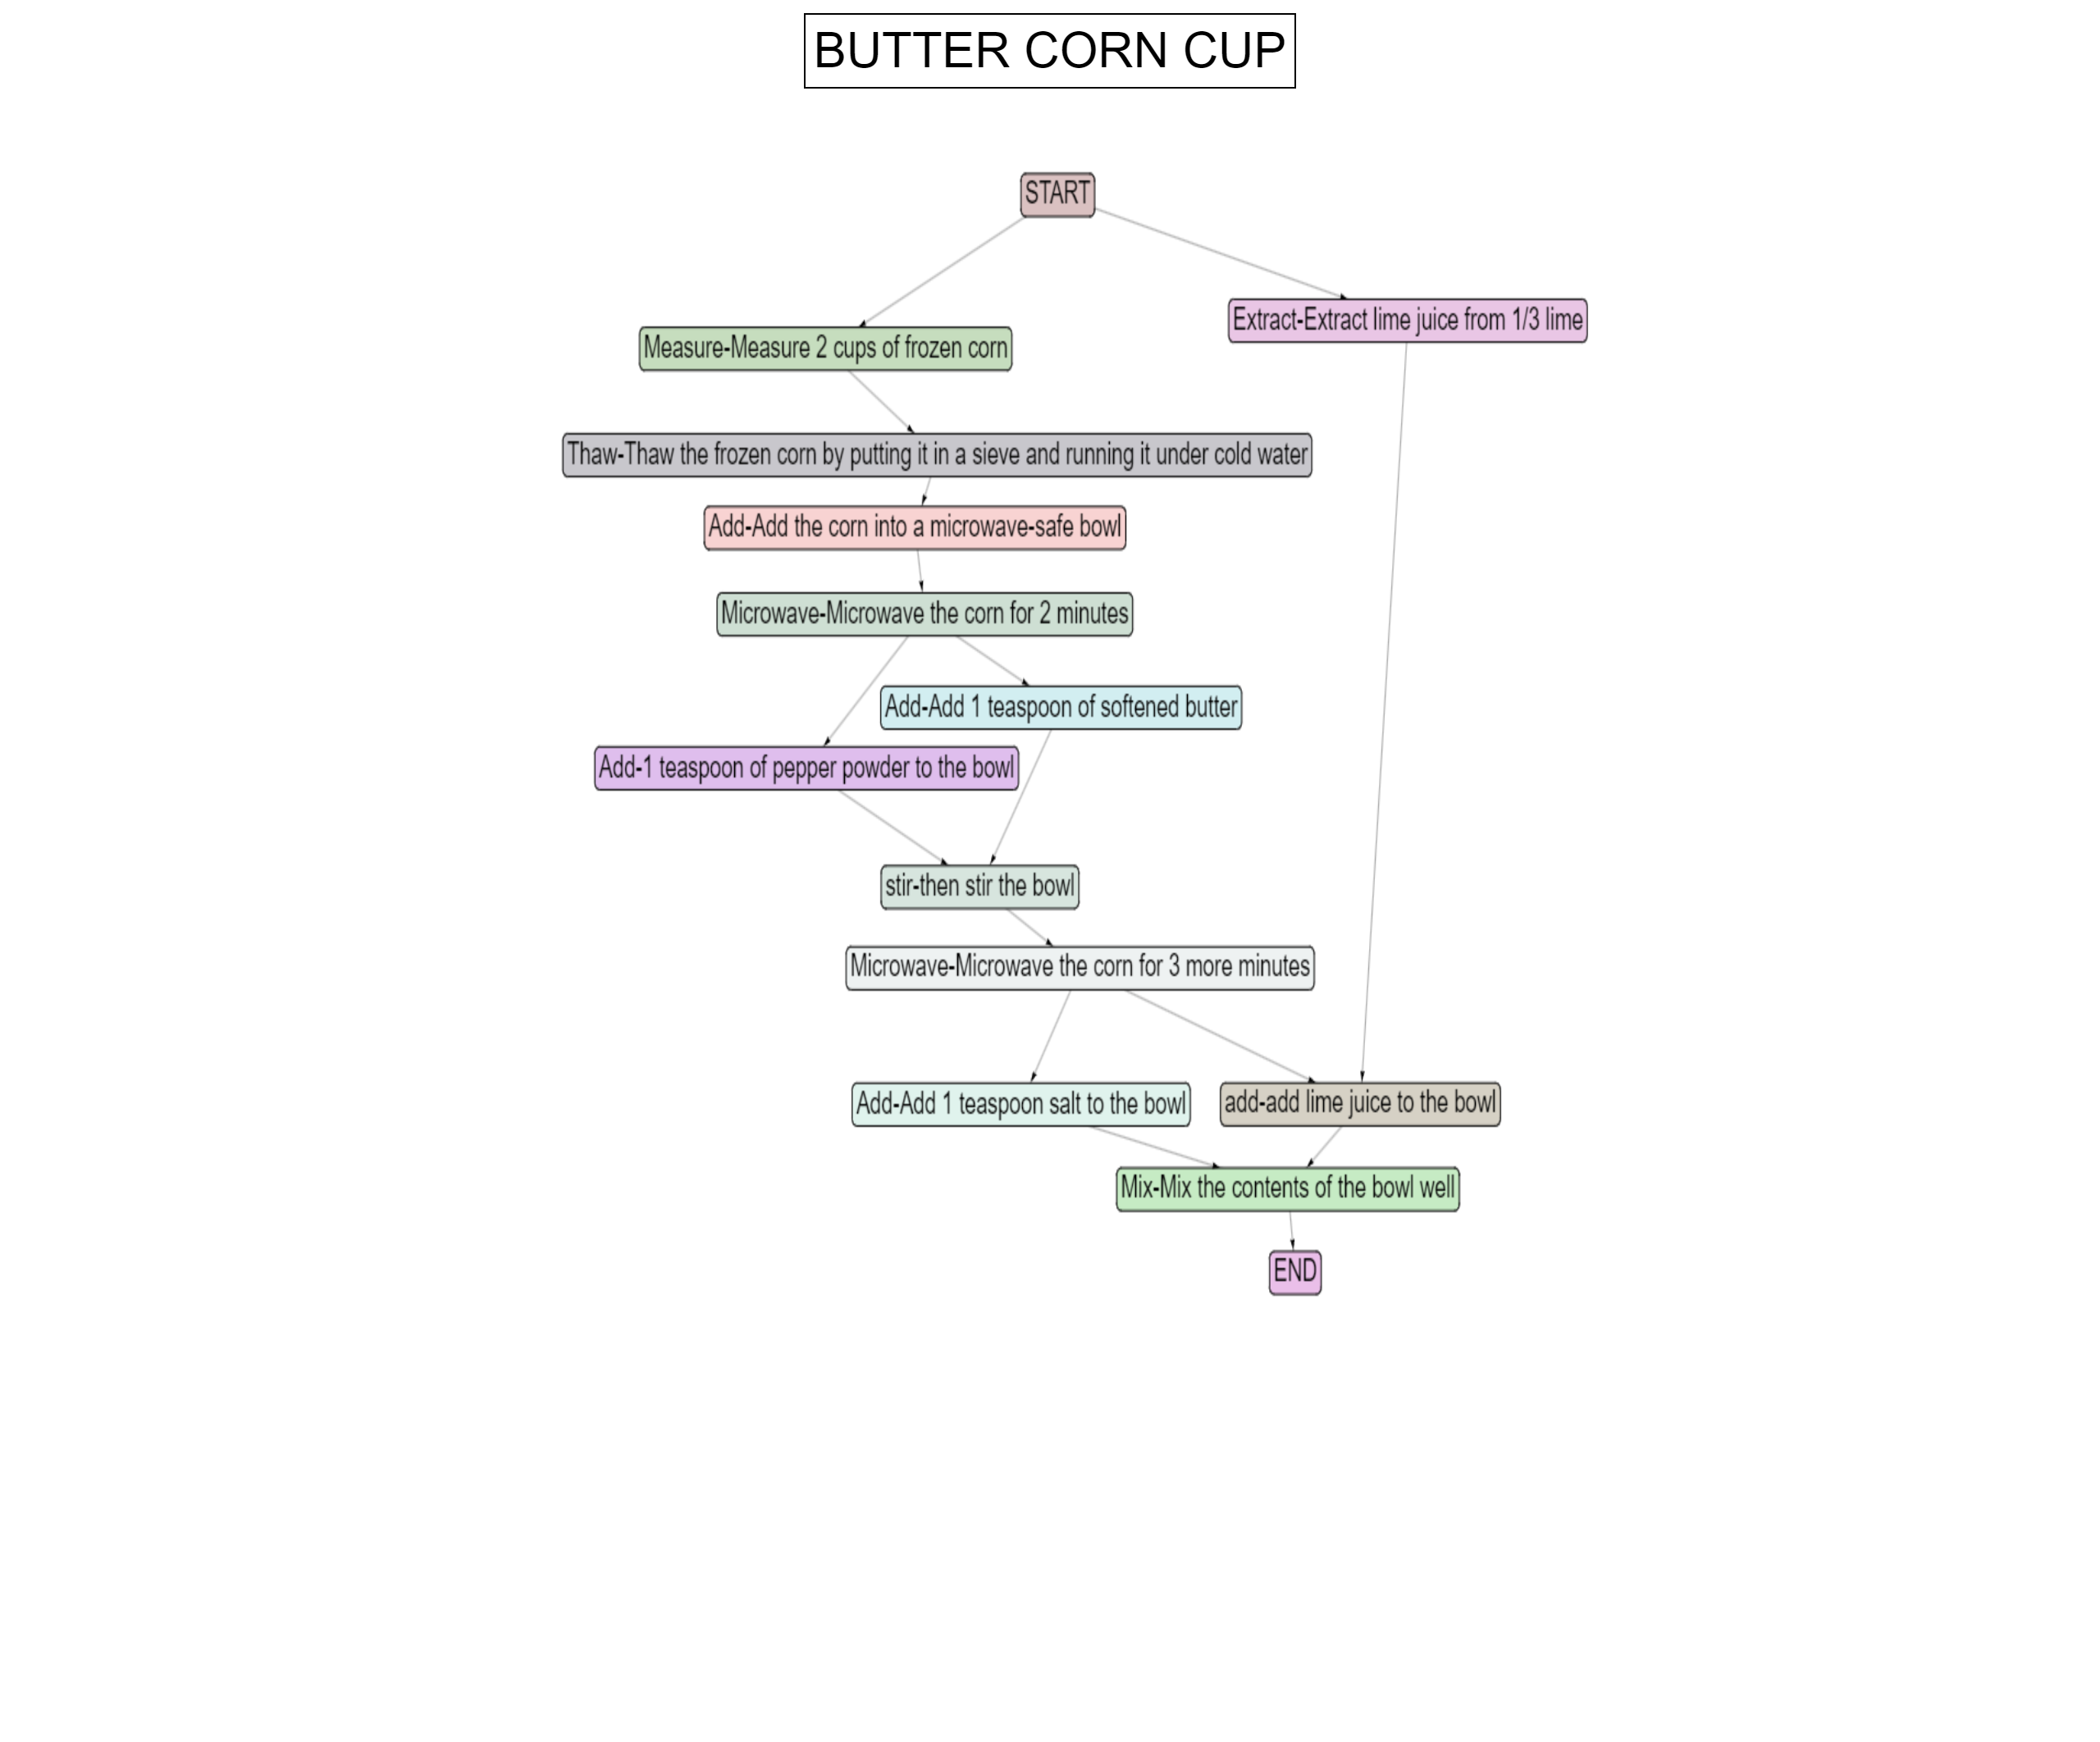 BUTTER CORN CUP
START
Extract-Extract lime juice from 1/3 lime
Measure-Measure 2 cups of frozen corn
Thaw-Thaw the frozen corn by putting it in a sieve and running it under cold water
Add-Add the corn into a microwave-safe bowl
Microwave-Microwave the corn for 2 minutes
Add-Add 1 teaspoon of softened butter
Add-1 teaspoon of pepper powder to the bowl
stir-then stir the bowl
Microwave-Microwave the corn for 3 more minutes
Add-Add 1 teaspoon salt to the bowl
add-add lime juice to the bowl
Mix-Mix the contents of the bowl well
END